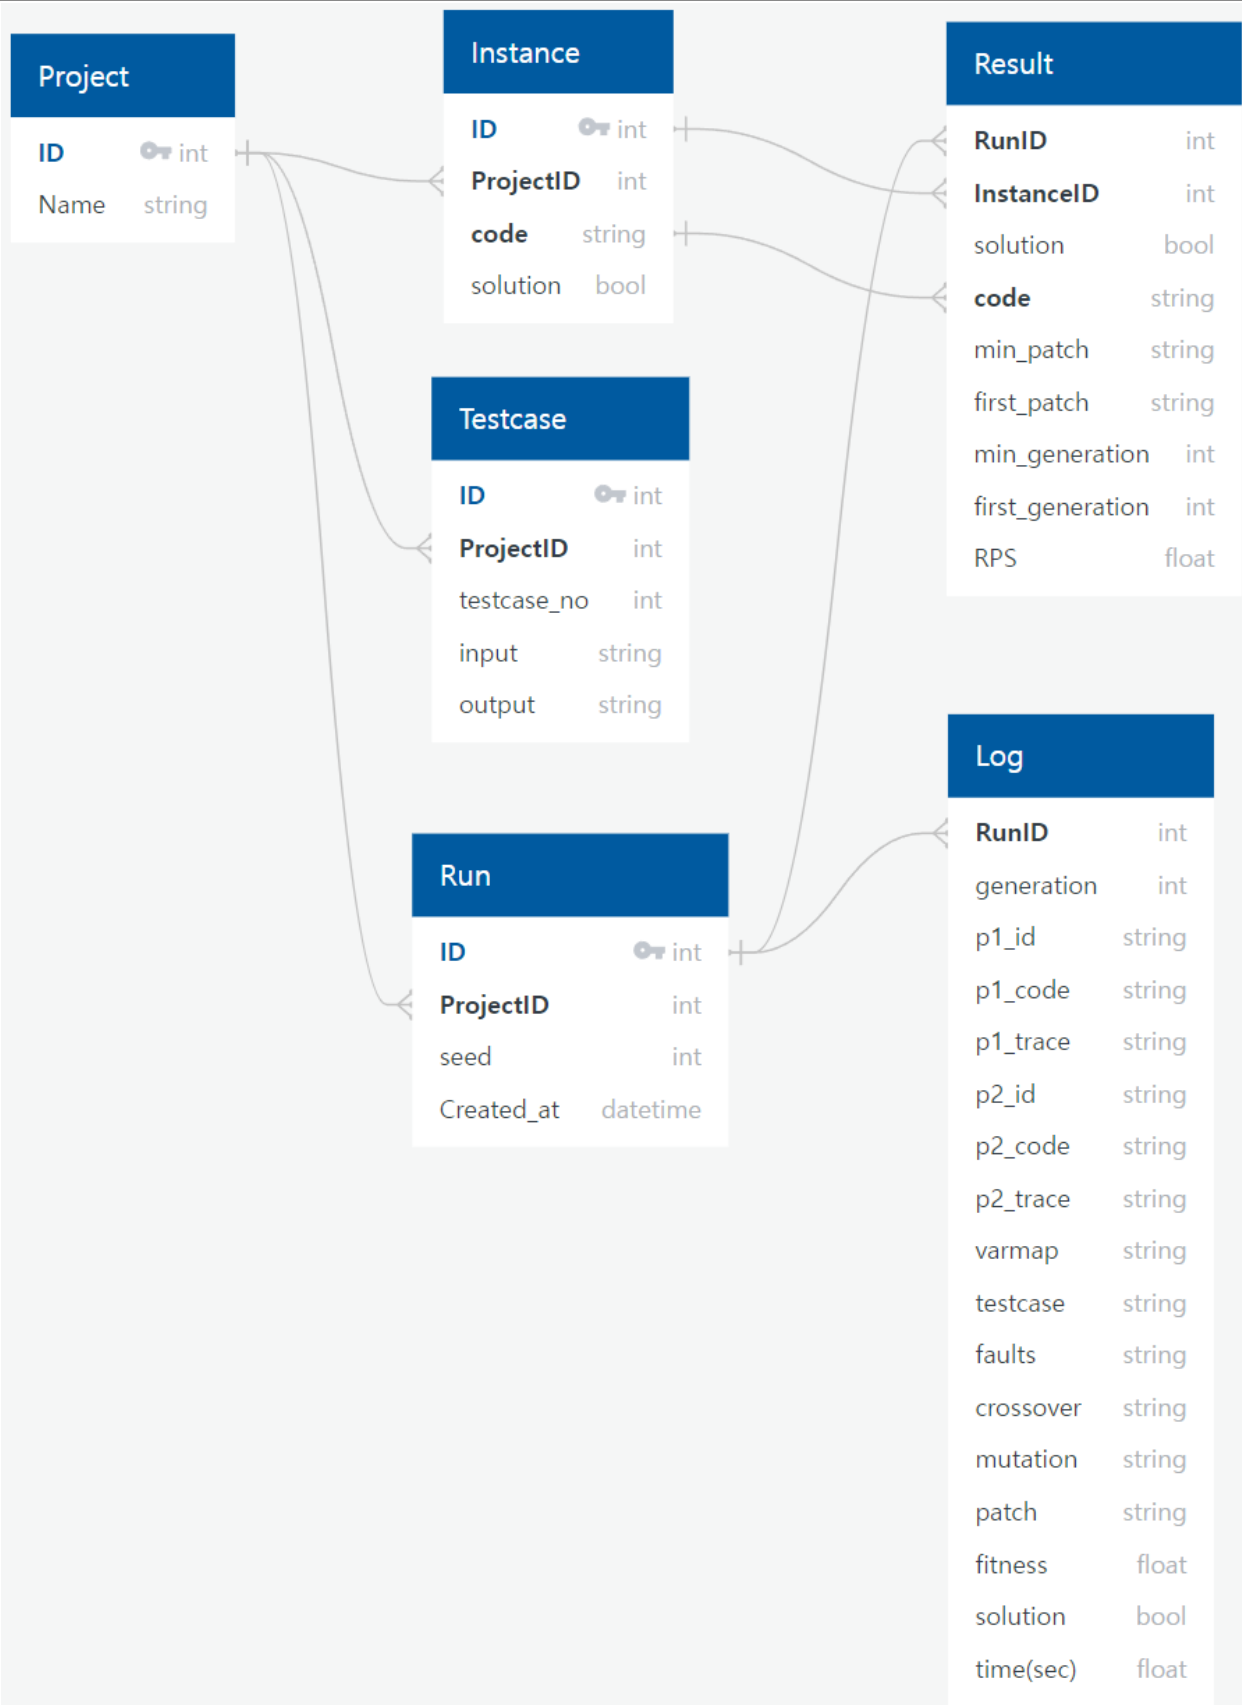 Project
ID int
Name string
Instance
ID int
ProjectID int
code string
solution bool
Testcase
ID int
ProjectID int
testcase_no int
input string
output string
Run
ID int
ProjectID int
seed int
Created_at datetime
Result
RunID int
InstanceID int
solution bool
code string
min_patch string
first_patch string
min_generation int
first_generation int
RPS float
Log
RunID int
generation int
p1_id string
p1_code string
p1_trace string
p2_id string
p2_code string
p2_trace string
varmap string
testcase string
faults string
crossover string
mutation string
patch string
fitness float
solution bool
time(sec) float